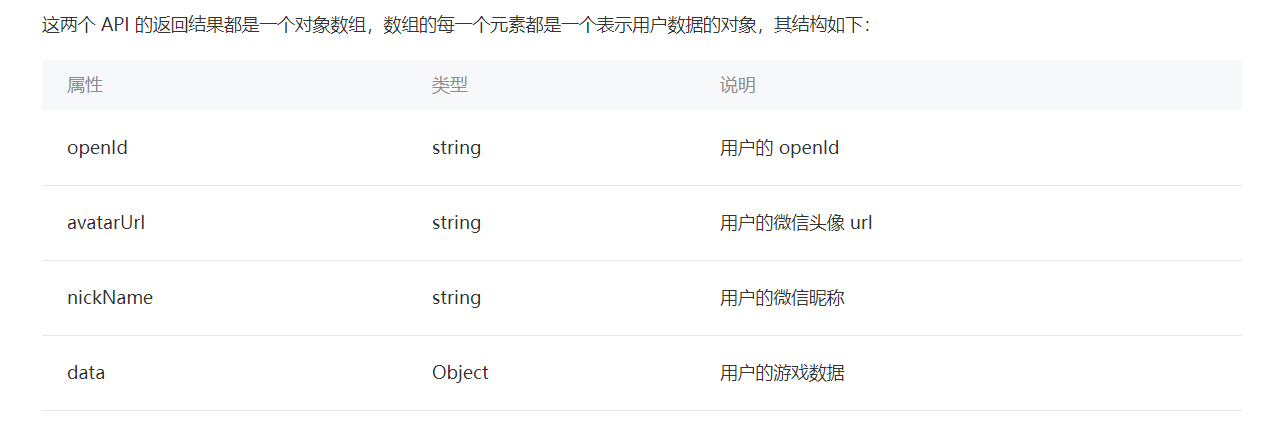 这两个 API 的返回结果都是一个对象数组，数组的每一个元素都是一个表示用户数据的对象，其结构如下：
属性 类型 说明
openId string 用户的 openId
avatarUrl string 用户的微信头像 url
nickName string 用户的微信昵称
data Object 用户的游戏数据